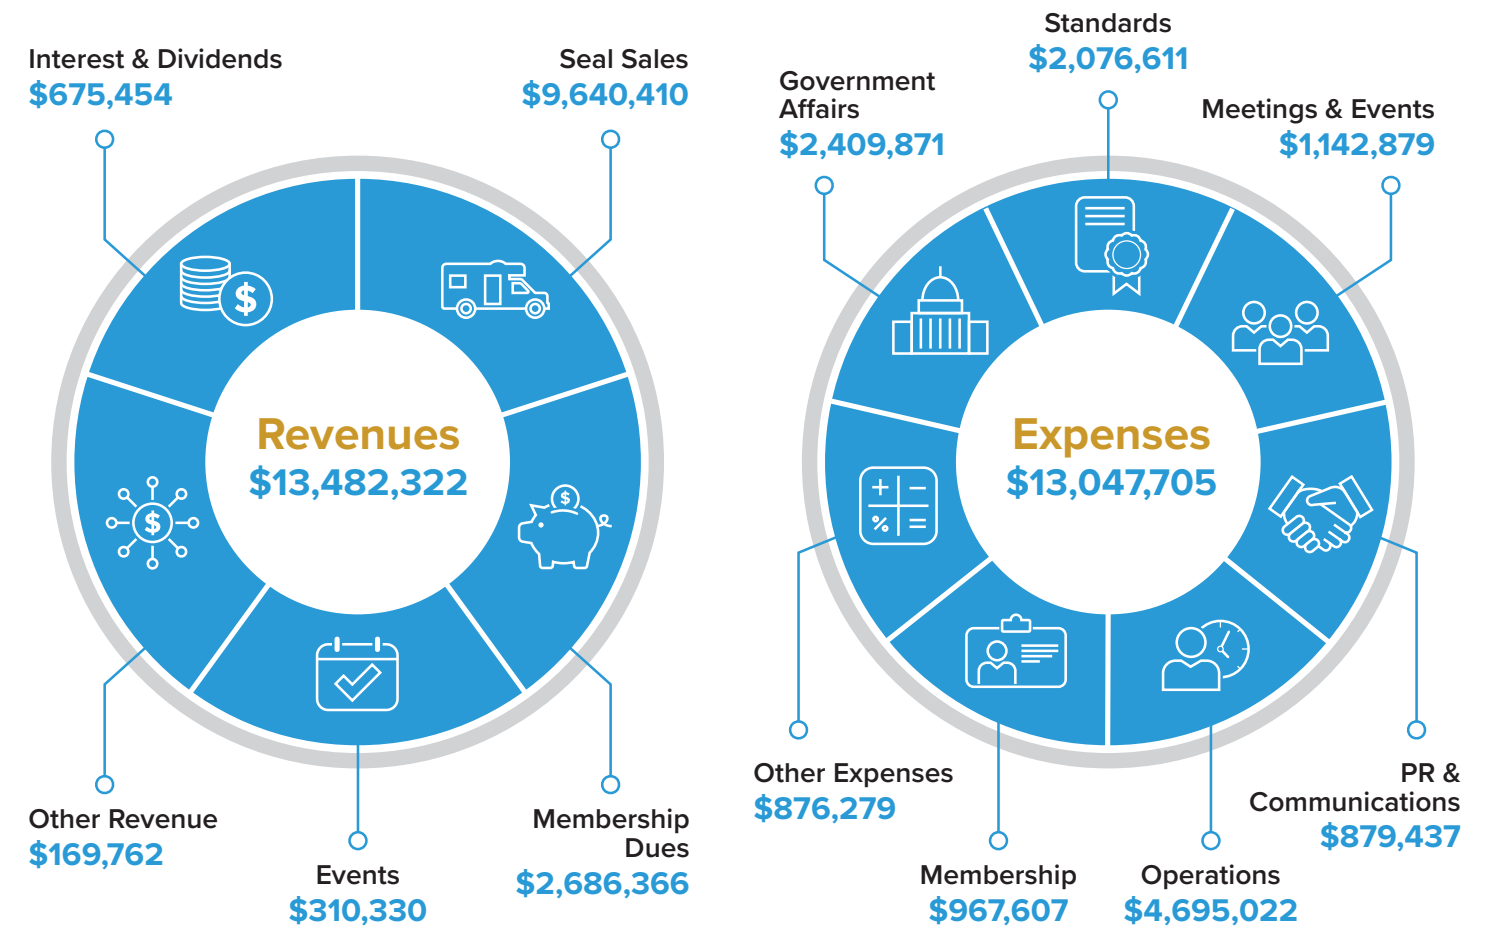 Interest & Dividends
$675,454
Seal Sales
$9,640,410
$
$
$
Revenues
$13,482,322
Other Revenue
$169,762
Events
$310,330
Membership
Dues
$2,686,366
Standards
$2,076,611
Government
Affairs
$2,409,871
Meetings & Events
$1,142,879
Expenses
$13,047,705
+ −
% =
Other Expenses
$876,279
Membership
$967,607
Operations
$4,695,022
PR &
Communications
$879,437